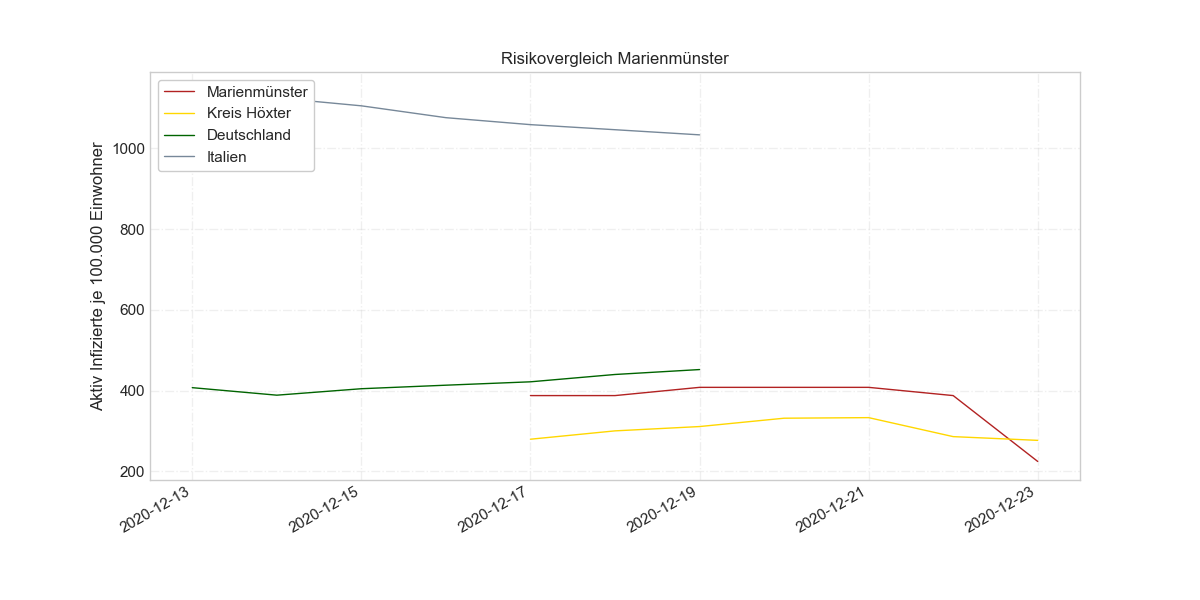 Risikovergleich Marienmünster
Marienmünster
Kreis Höxter
Deutschland
Italien
Aktiv Infizierte je 100.000 Einwohner
1000
800
600
400
200
2020-12-13
2020-12-15
2020-12-17
2020-12-19
2020-12-21
2020-12-23